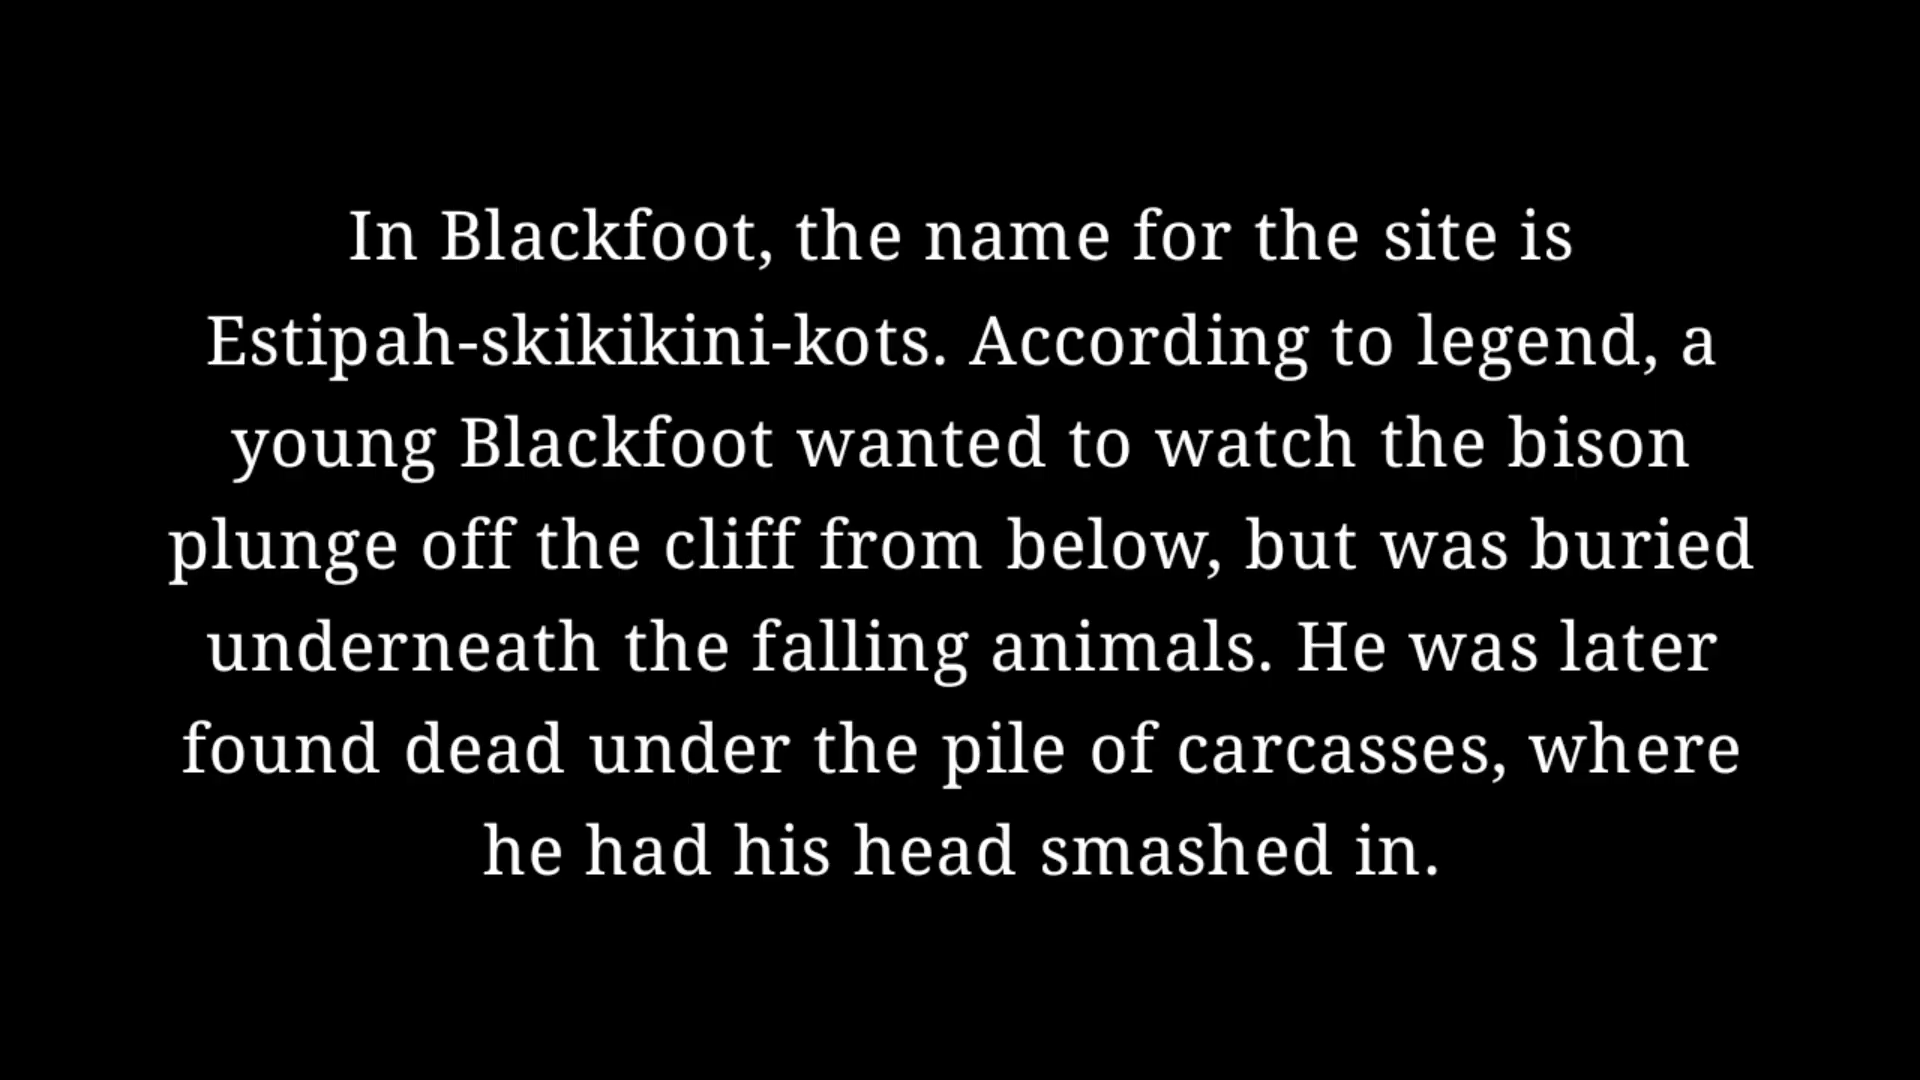 In Blackfoot, the name for the site is
Estipah-skikikini-kots. According to legend, a
young Blackfoot wanted to watch the bison
plunge off the cliff from below, but was buried
underneath the falling animals. He was later
found dead under the pile of carcasses, where
he had his head smashed in.